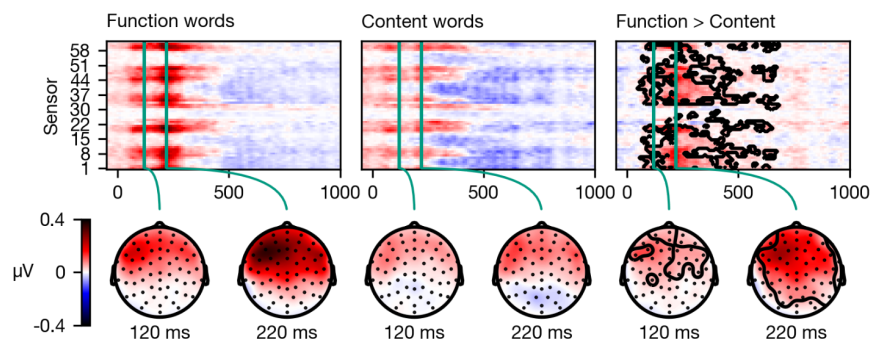 Function words
Content words
Function > Content
Sensor
58
51
44
37
30
22
15
8
1
0
500
1000
0
500
1000
0
500
1000
0.4
µV
0
-0.4
120 ms
220 ms
120 ms
220 ms
120 ms
220 ms